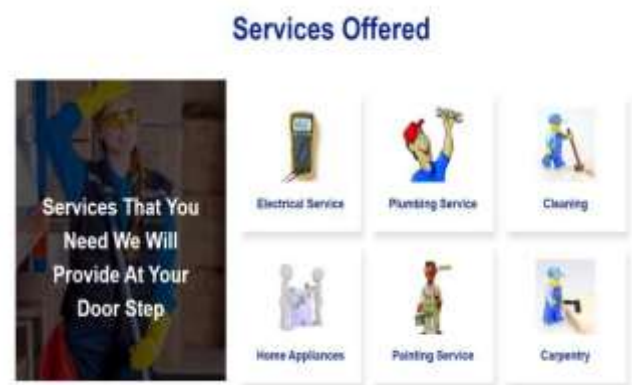 Services Offered
Services That You
Need We Will
Provide At Your
Door Step
Electrical Service
Plumbing Service
Cleaning
Home Appliances
Painting Service
Carpentry